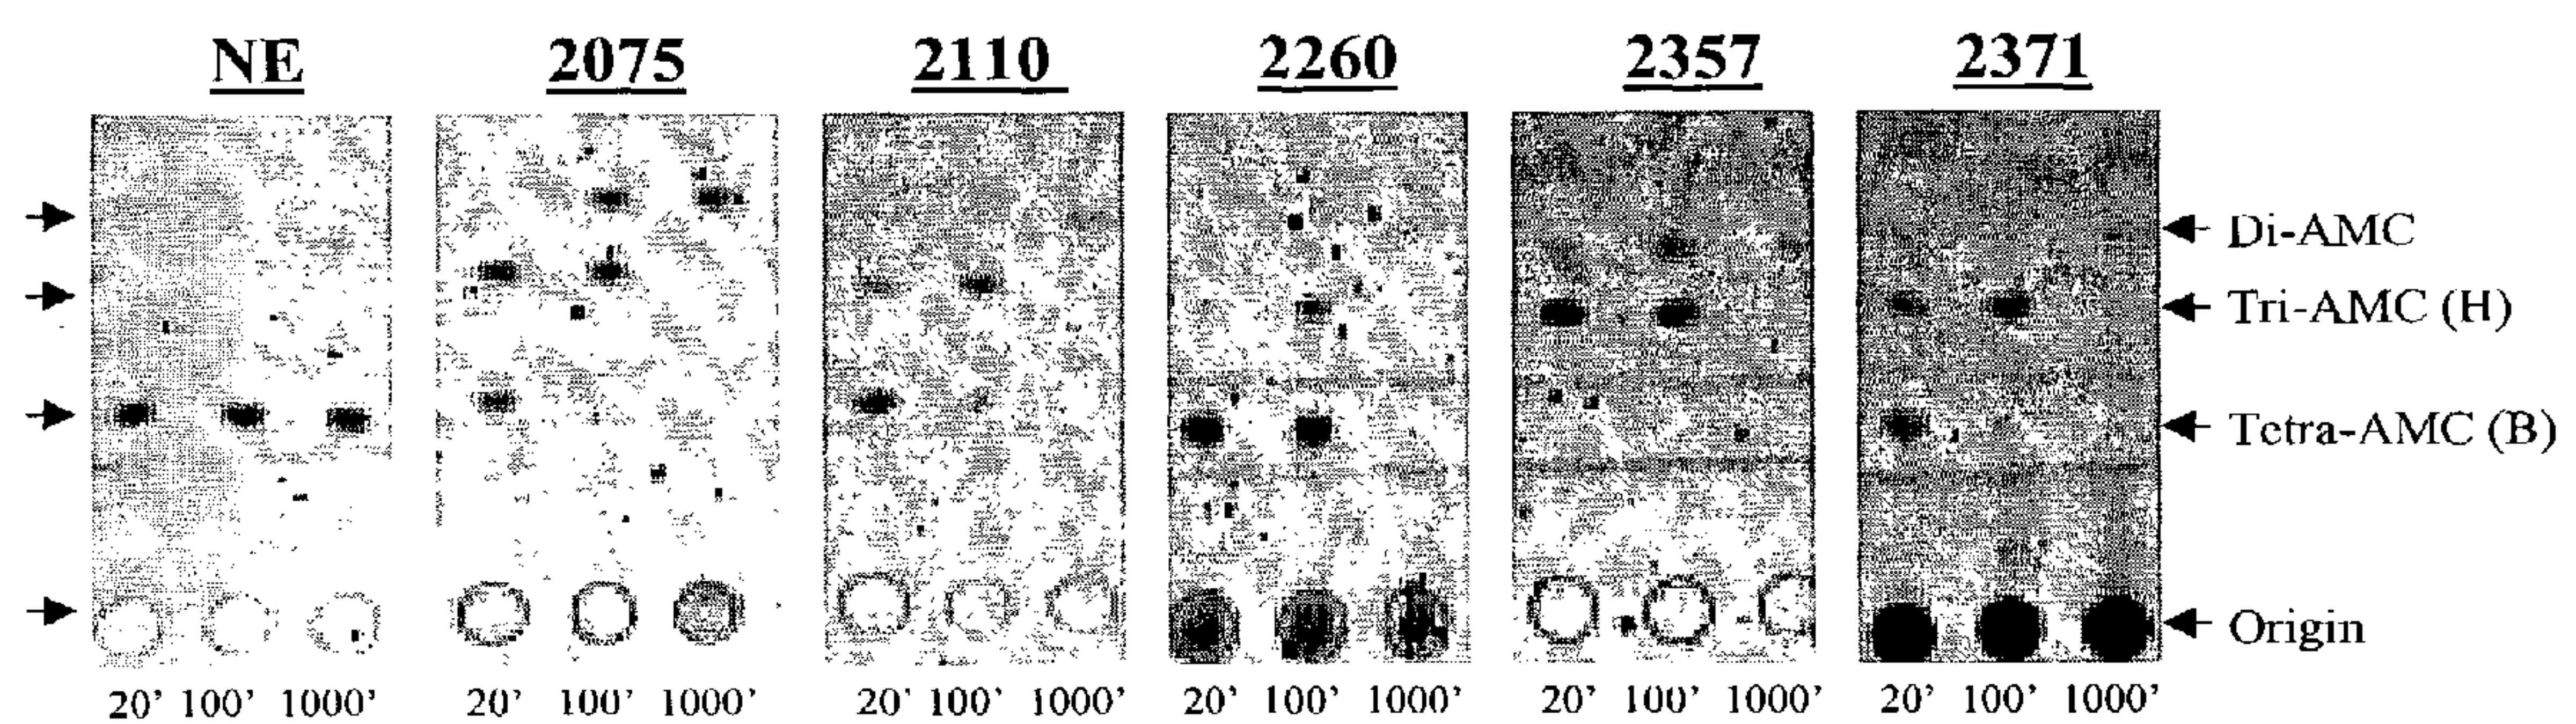 NE 2075 2110 2260 2357 2371
Di-AMC
Tri-AMC (H)
Tetra-AMC (B)
Origin
20’ 100’ 1000’ 20’ 100’ 1000’ 20’ 100’ 1000’ 20’ 100’ 1000’ 20’ 100’ 1000’ 20’ 100’ 1000’